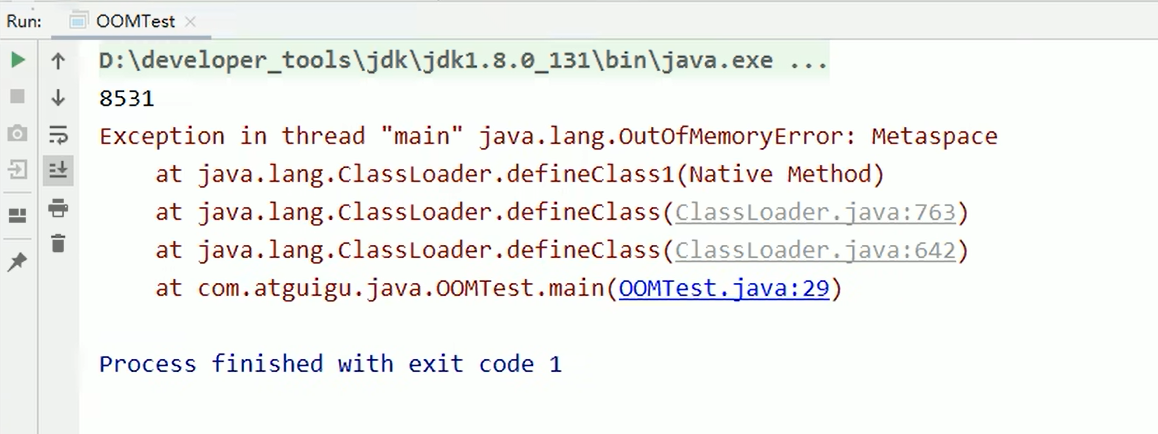 Run: OOMTest
D:\developer_tools\jdk\jdk1.8.0_131\bin\java.exe ...
8531
Exception in thread "main" java.lang.OutOfMemoryError: Metaspace
    at java.lang.ClassLoader.defineClass1(Native Method)
    at java.lang.ClassLoader.defineClass(ClassLoader.java:763)
    at java.lang.ClassLoader.defineClass(ClassLoader.java:642)
    at com.atguigu.java.OOMTest.main(OOMTest.java:29)
Process finished with exit code 1